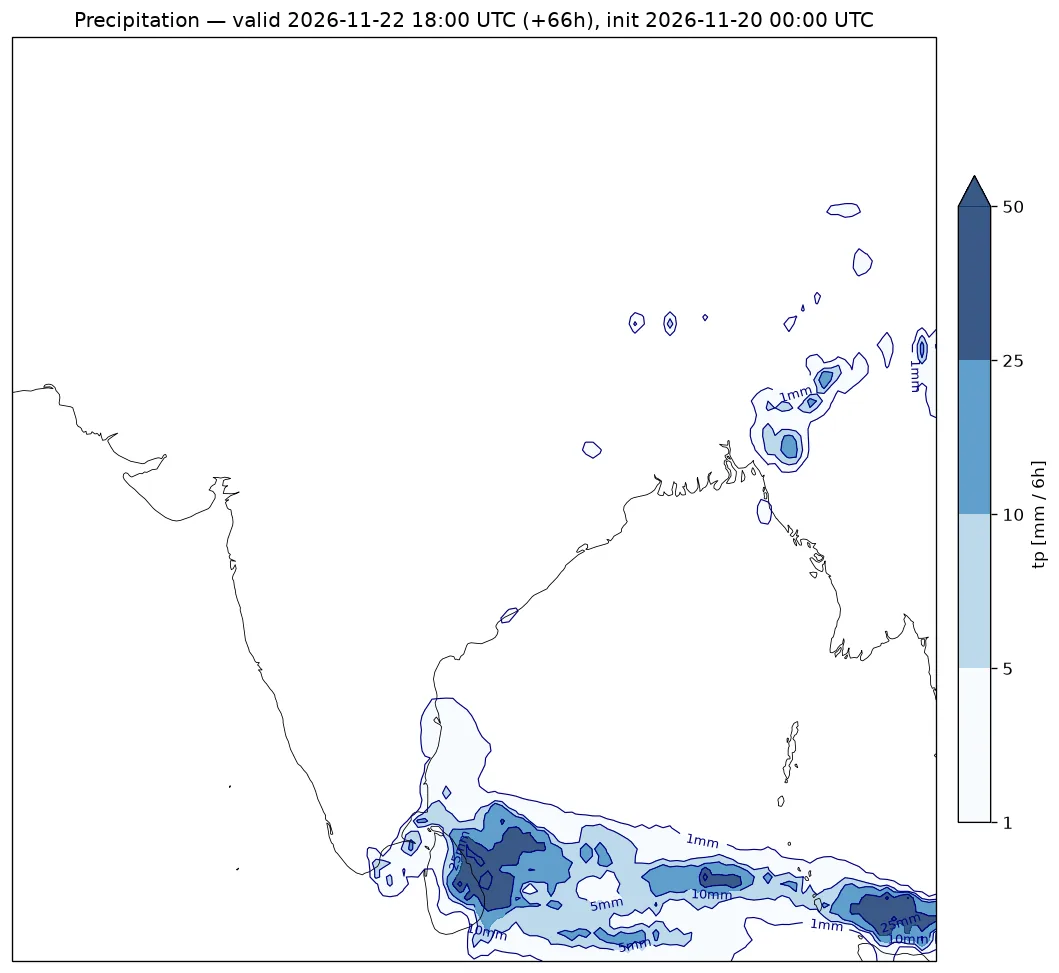 Precipitation — valid 2026-11-22 18:00 UTC (+66h), init 2026-11-20 00:00 UTC
50
25
10
5
1
tp [mm / 6h]
1mm
1mm
1mm
25mm
10mm
5mm
1mm
25mm
10mm
10mm
5mm